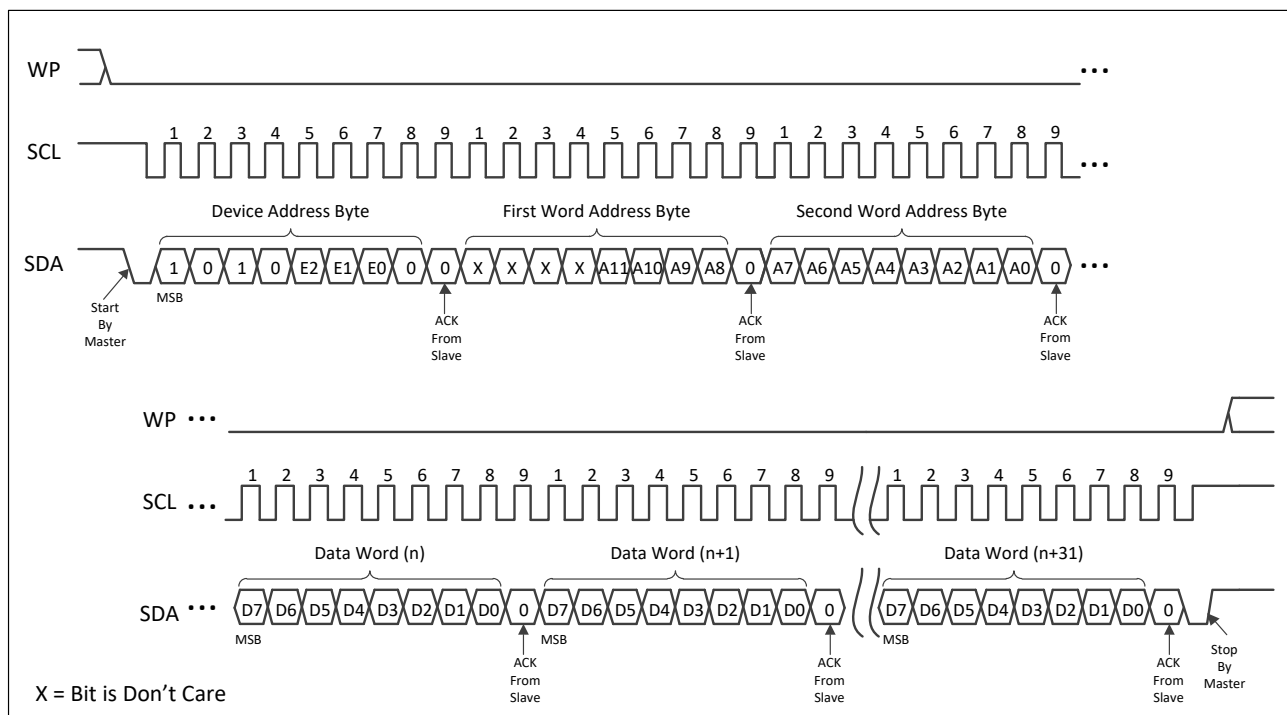 WP
•••
1 2 3 4 5 6 7 8 9 1 2 3 4 5 6 7 8 9 1 2 3 4 5 6 7 8 9
SCL
•••
Device Address Byte First Word Address Byte Second Word Address Byte
SDA 1 0 1 0 E2 E1 E0 0 0 X X X X A11 A10 A9 A8 0 A7 A6 A5 A4 A3 A2 A1 A0 0 •••
MSB
Start
By
Master
ACK
From
Slave
ACK
From
Slave
ACK
From
Slave
WP •••
1 2 3 4 5 6 7 8 9 1 2 3 4 5 6 7 8 9 1 2 3 4 5 6 7 8 9
SCL •••
Data Word (n) Data Word (n+1) Data Word (n+31)
SDA ••• D7 D6 D5 D4 D3 D2 D1 D0 0 D7 D6 D5 D4 D3 D2 D1 D0 0 D7 D6 D5 D4 D3 D2 D1 D0 0
MSB MSB MSB
ACK
From
Slave
ACK
From
Slave
ACK
From
Slave
Stop
By
Master
X = Bit is Don't Care